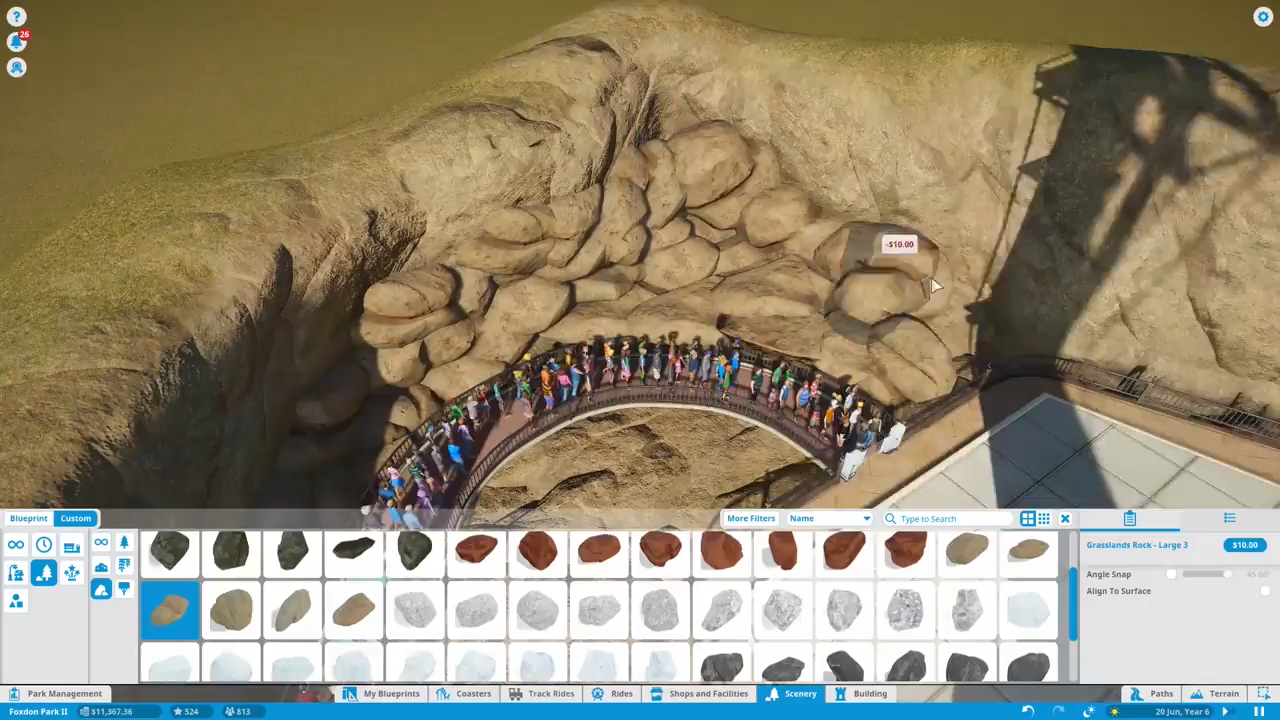 ?
26
-$10.00
Blueprint Custom More Filters Name Type to Search
Grasslands Rock - Large 3 $10.00
Angle Snap 45.00°
Align To Surface
Park Management My Blueprints Coasters Track Rides Rides Shops and Facilities Scenery Building Paths Terrain
Foxdon Park II $11,367.36 524 813 20 Jun, Year 6